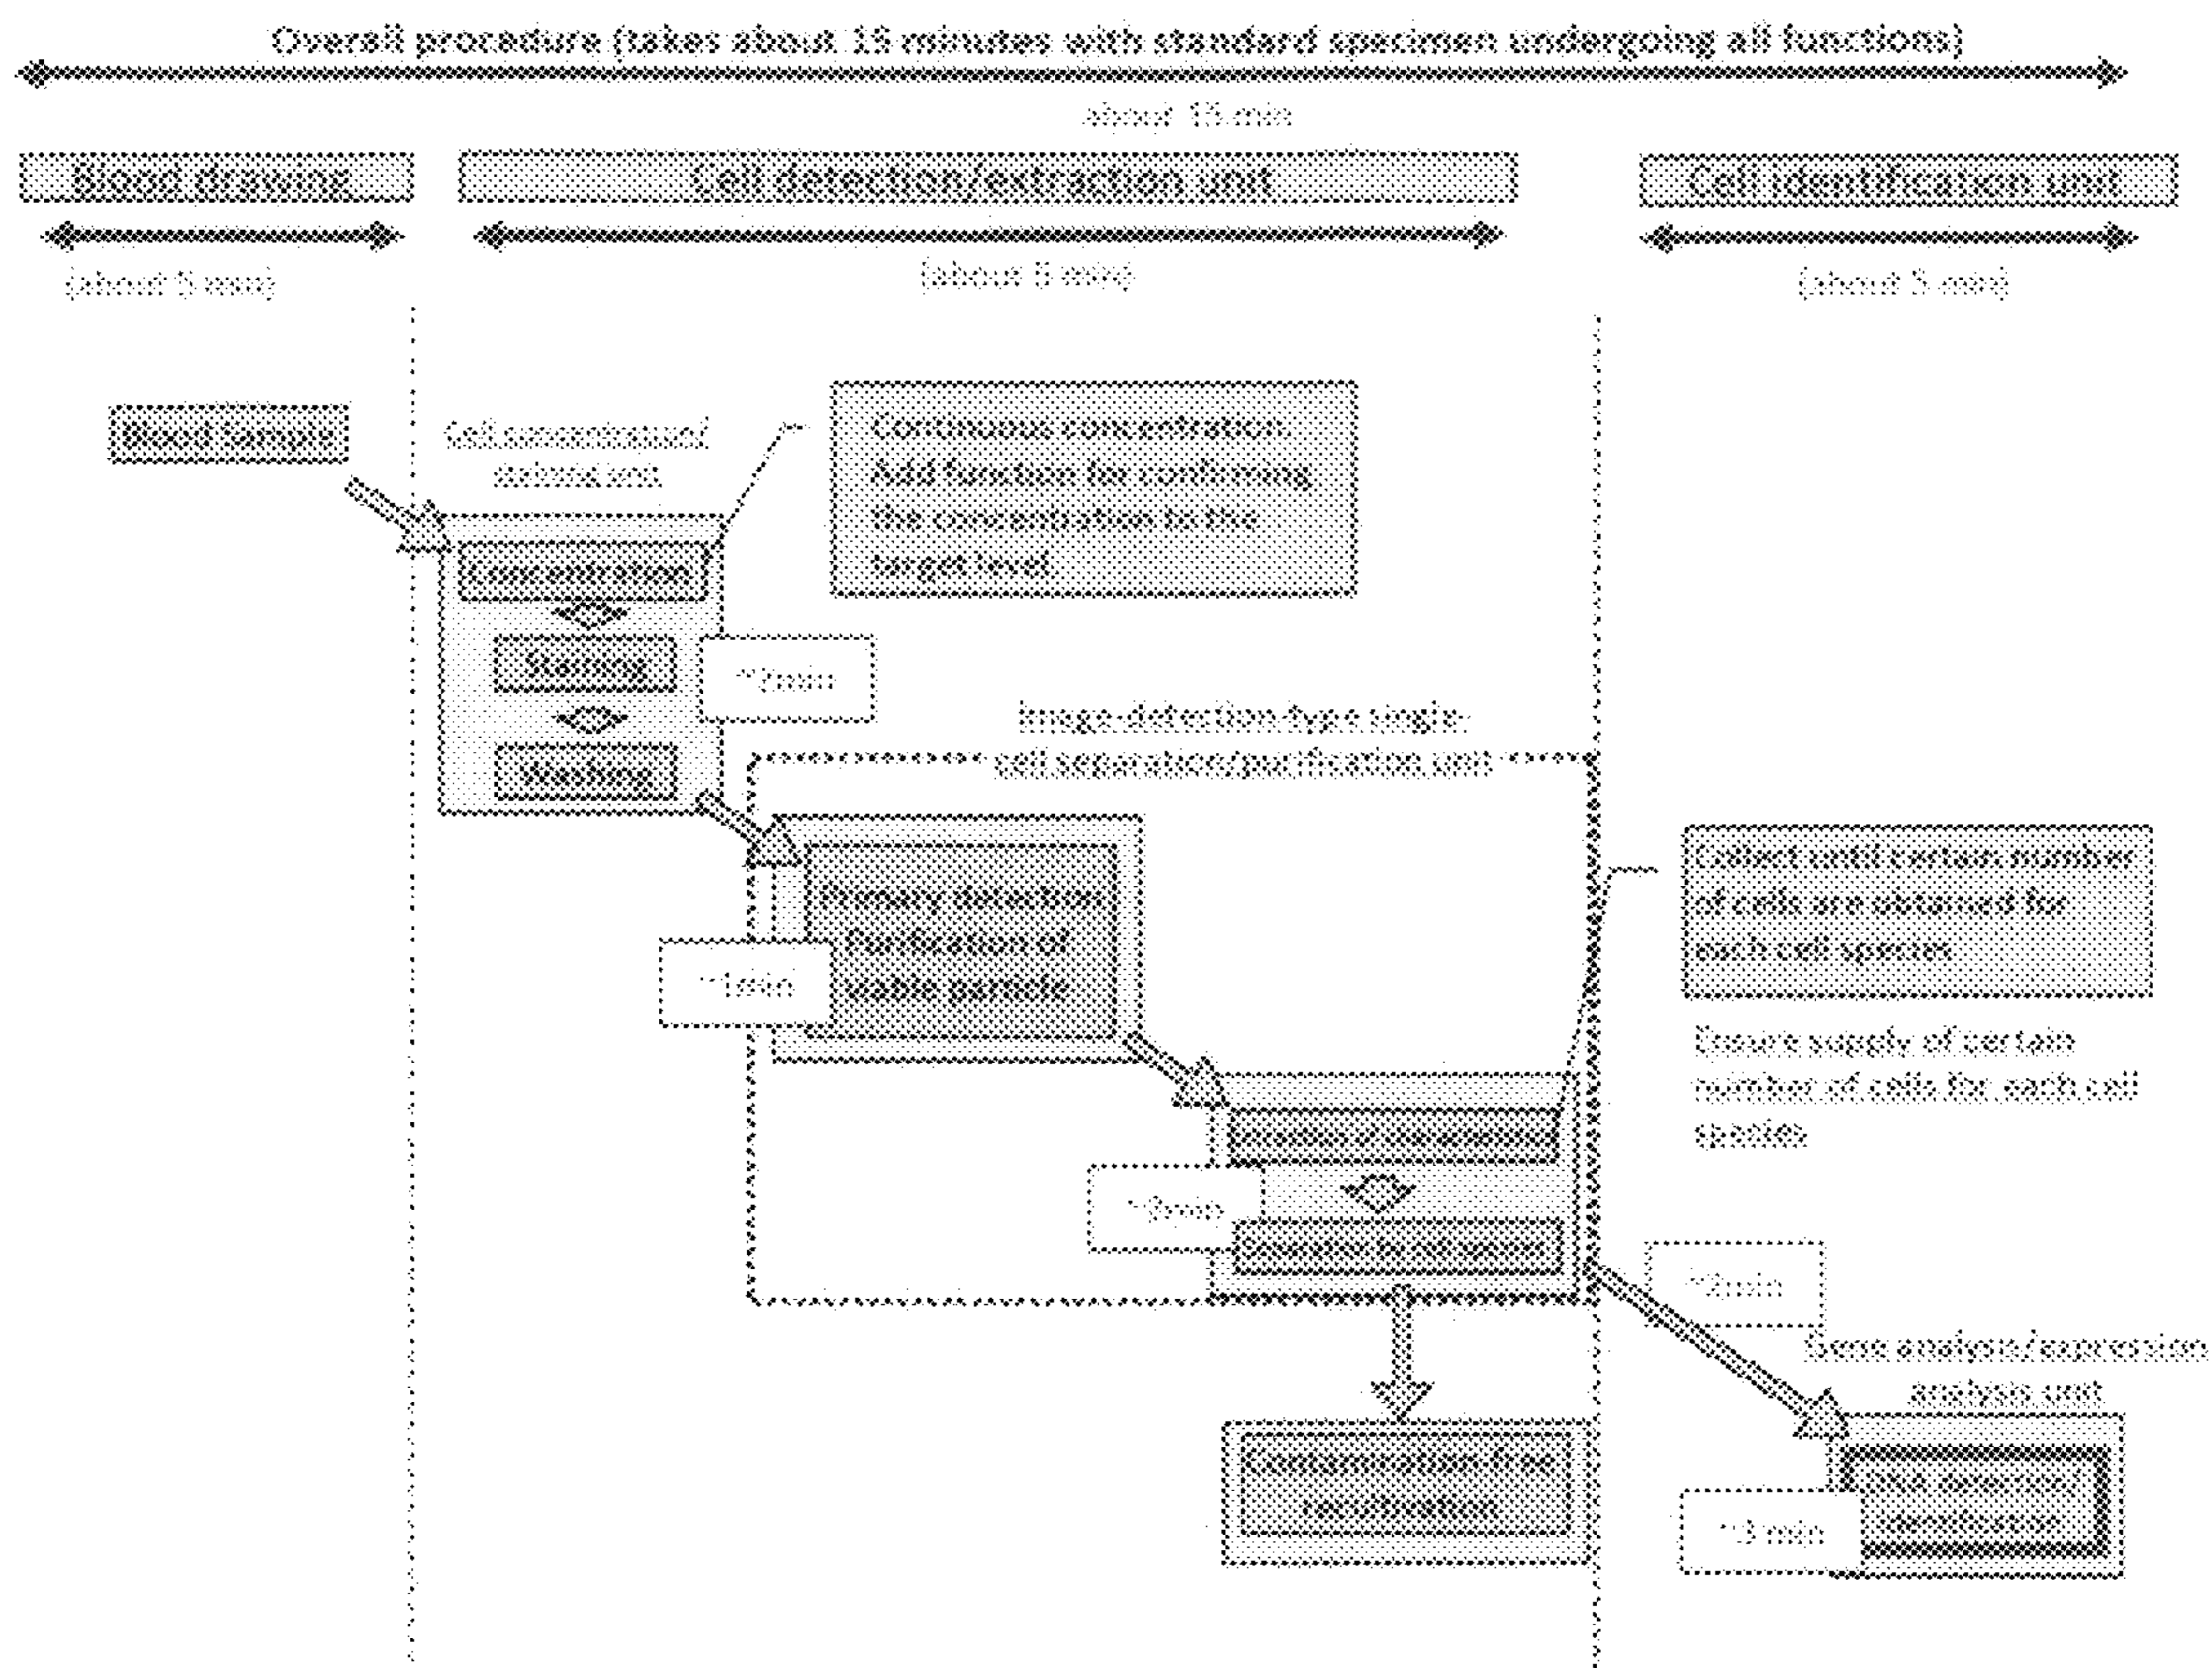 Overall procedure (takes about 15 minutes with standard specimen undergoing all functions)
about 15 min
Blood drawing
Cell detection/extraction unit
Cell identification unit
(about 5 min)
(about 5 min)
(about 5 min)
Blood sample
Cell concentration/
staining unit
Continuous concentration.
Add function for confirming
the concentration to the
target level
Concentration
Staining
~2min
Washing
Image-detection-type single-
cell separation/purification unit
Collect until certain number
of cells are obtained for
each cell species
Primary detection/
purification of
~1min
Ensure supply of certain
number of cells for each cell
species
~2min
~2min
Gene analysis/expression
analysis unit
~3 min